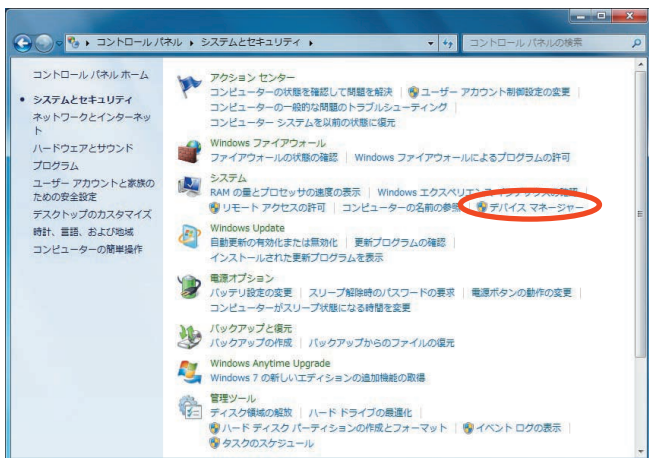 コントロール パネル ▸ システムとセキュリティ ▸
コントロール パネルの検索
コントロール パネル ホーム
システムとセキュリティ
ネットワークとインターネッ
ト
ハードウェアとサウンド
プログラム
ユーザー アカウントと家族の
ための安全設定
デスクトップのカスタマイズ
時計、言語、および地域
コンピューターの簡単操作
アクション センター
コンピューターの状態を確認して問題を解決 | ユーザー アカウント制御設定の変更
コンピューターの一般的な問題のトラブルシューティング
コンピューター システムを以前の状態に復元
Windows ファイアウォール
ファイアウォールの状態の確認 | Windows ファイアウォールによるプログラムの許可
システム
RAM の量とプロセッサの速度の表示 | Windows エクスペリエンス
リモート アクセスの許可 | コンピューターの名前の参照 | デバイス マネージャー
Windows Update
自動更新の有効化または無効化 | 更新プログラムの確認
インストールされた更新プログラムを表示
電源オプション
バッテリ設定の変更 | スリープ解除時のパスワードの要求 | 電源ボタンの動作の変更
コンピューターがスリープ状態になる時間を変更
バックアップと復元
バックアップの作成 | バックアップからのファイルの復元
Windows Anytime Upgrade
Windows 7 の新しいエディションの追加機能の取得
管理ツール
ディスク領域の解放 | ハード ドライブの最適化
ハード ディスク パーティションの作成とフォーマット | イベント ログの表示
タスクのスケジュール